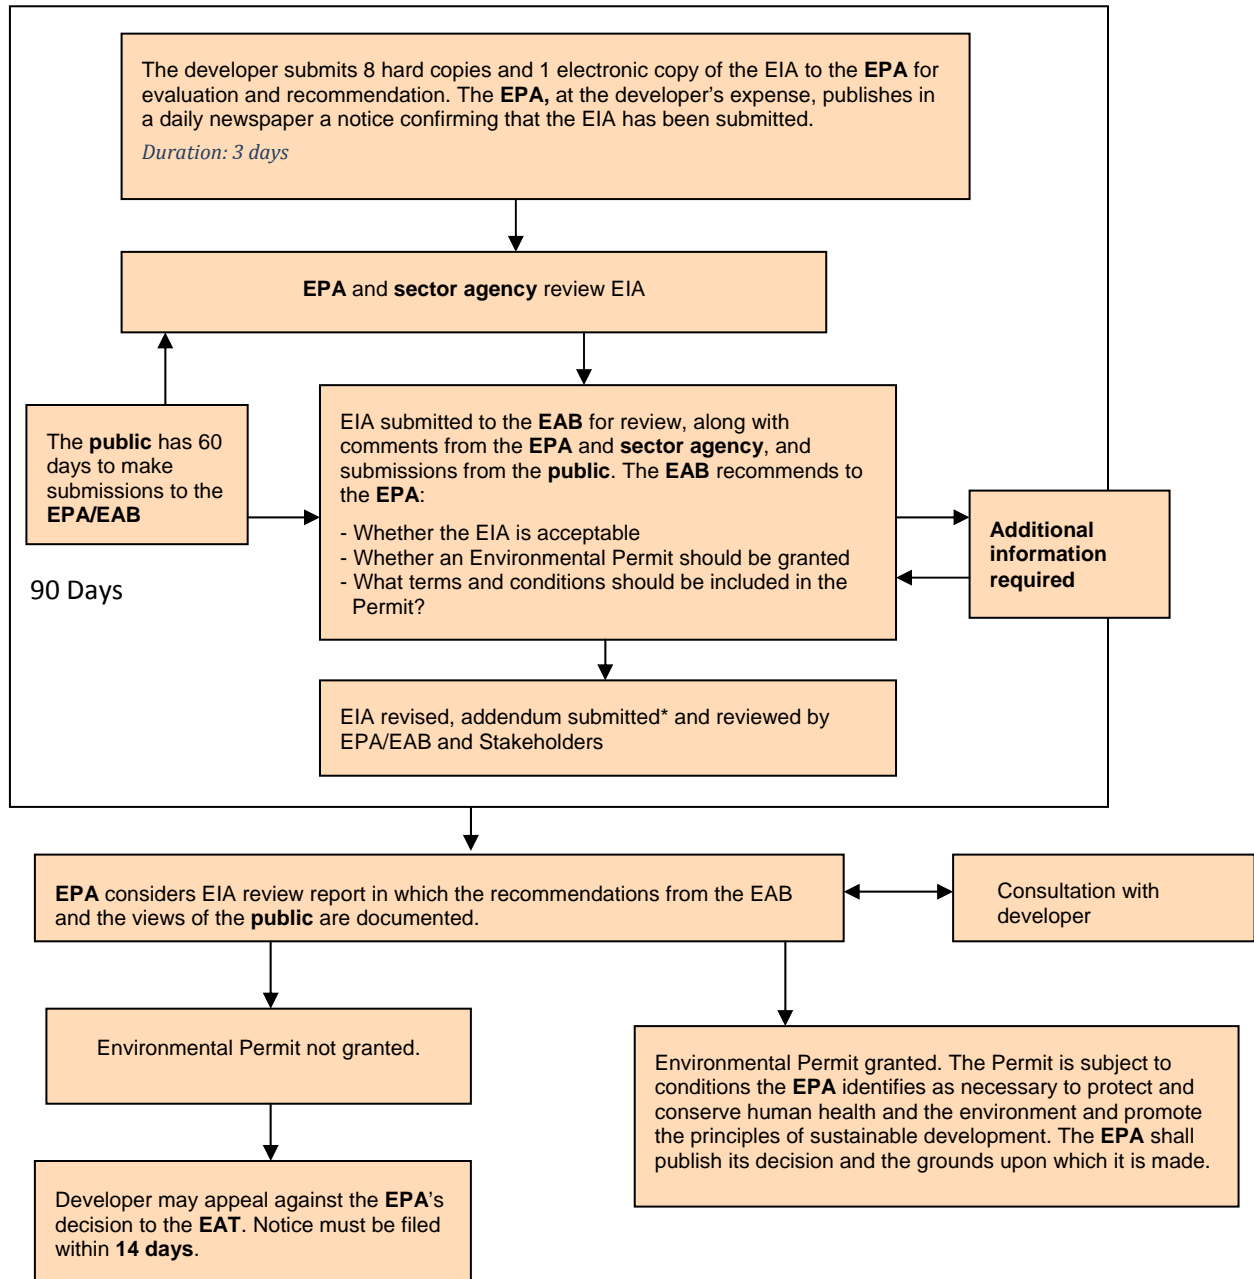 The developer submits 8 hard copies and 1 electronic copy of the EIA to the EPA for
evaluation and recommendation. The EPA, at the developer's expense, publishes in
a daily newspaper a notice confirming that the EIA has been submitted.
Duration: 3 days
EPA and sector agency review EIA
The public has 60
days to make
submissions to the
EPA/EAB
EIA submitted to the EAB for review, along with
comments from the EPA and sector agency, and
submissions from the public. The EAB recommends to
the EPA:
- Whether the EIA is acceptable
- Whether an Environmental Permit should be granted
- What terms and conditions should be included in the
Permit?
Additional
information
required
90 Days
EIA revised, addendum submitted* and reviewed by
EPA/EAB and Stakeholders
EPA considers EIA review report in which the recommendations from the EAB
and the views of the public are documented.
Consultation with
developer
Environmental Permit not granted.
Environmental Permit granted. The Permit is subject to
conditions the EPA identifies as necessary to protect and
conserve human health and the environment and promote
the principles of sustainable development. The EPA shall
publish its decision and the grounds upon which it is made.
Developer may appeal against the EPA's
decision to the EAT. Notice must be filed
within 14 days.